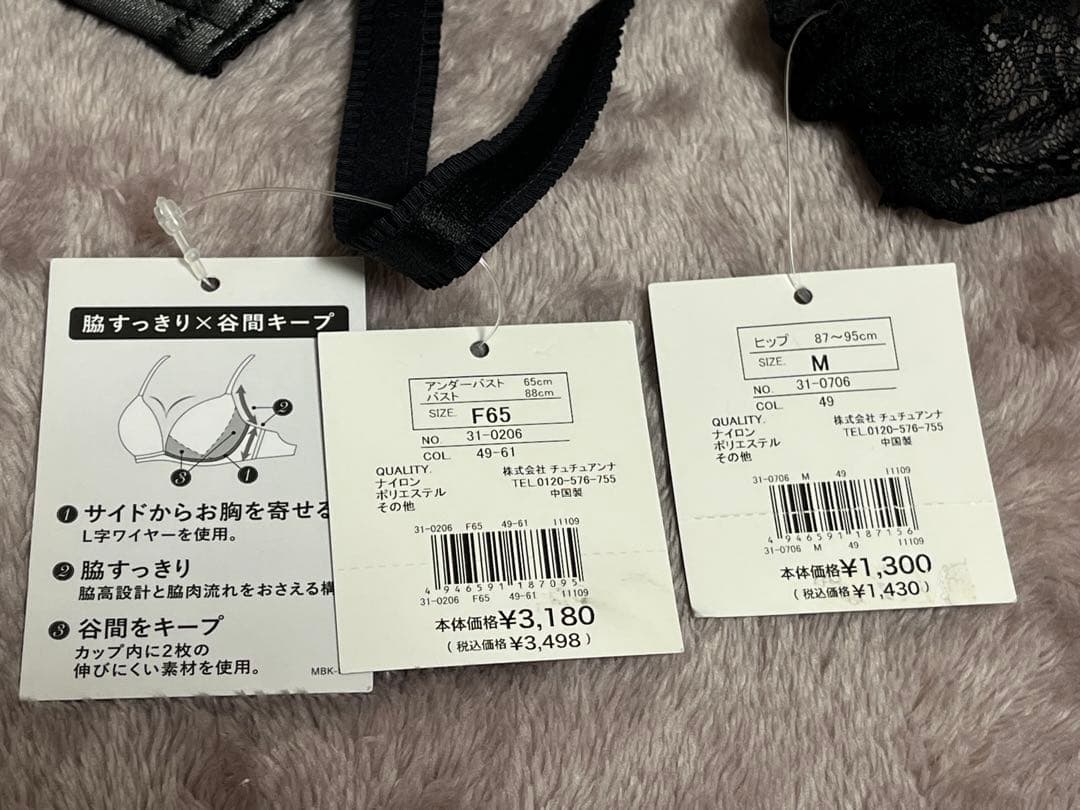 脇すっきり×谷間キープ
❷
❸
❶
❶ サイドからお胸を寄せる
L字ワイヤーを使用。
❷ 脇すっきり
脇高設計と脇肉流れをおさえる構
❸ 谷間をキープ
カップ内に2枚の
伸びにくい素材を使用。
MBK-
アンダーバスト 65cm
バスト 88cm
SIZE. F65
NO. 31-0206
COL. 49-61
QUALITY.
ナイロン
ポリエステル
その他
株式会社 チュチュアンナ
TEL.0120-576-755
中国製
31-0206 F65 49-61 11109
4 946591 187095
31-0206 F65 49-61 11109
本体価格¥3,180
(税込価格¥3,498)
ヒップ 87～95cm
SIZE. M
NO. 31-0706
COL. 49
QUALITY.
ナイロン
ポリエステル
その他
株式会社 チュチュアンナ
TEL.0120-576-755
中国製
31-0706 M 49 11109
4 946591 187156
31-0706 M 49 11109
本体価格¥1,300
(税込価格¥1,430)